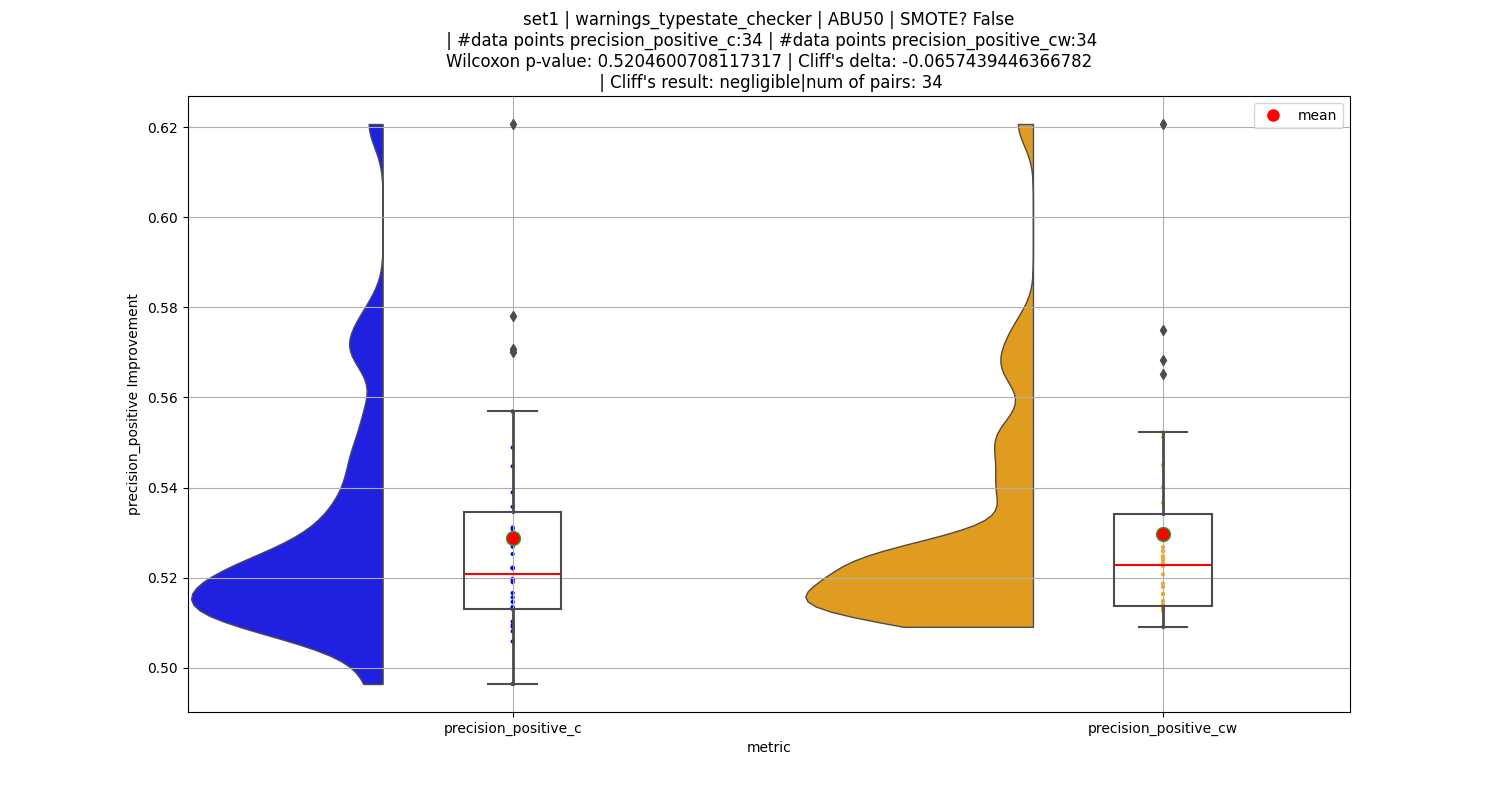 set1 | warnings_typestate_checker | ABU50 | SMOTE? False
| #data points precision_positive_c:34 | #data points precision_positive_cw:34
Wilcoxon p-value: 0.5204600708117317 | Cliff's delta: -0.0657439446366782
| Cliff's result: negligible|num of pairs: 34
mean
0.62
0.60
0.58
0.56
0.54
0.52
0.50
precision_positive Improvement
precision_positive_c
precision_positive_cw
metric